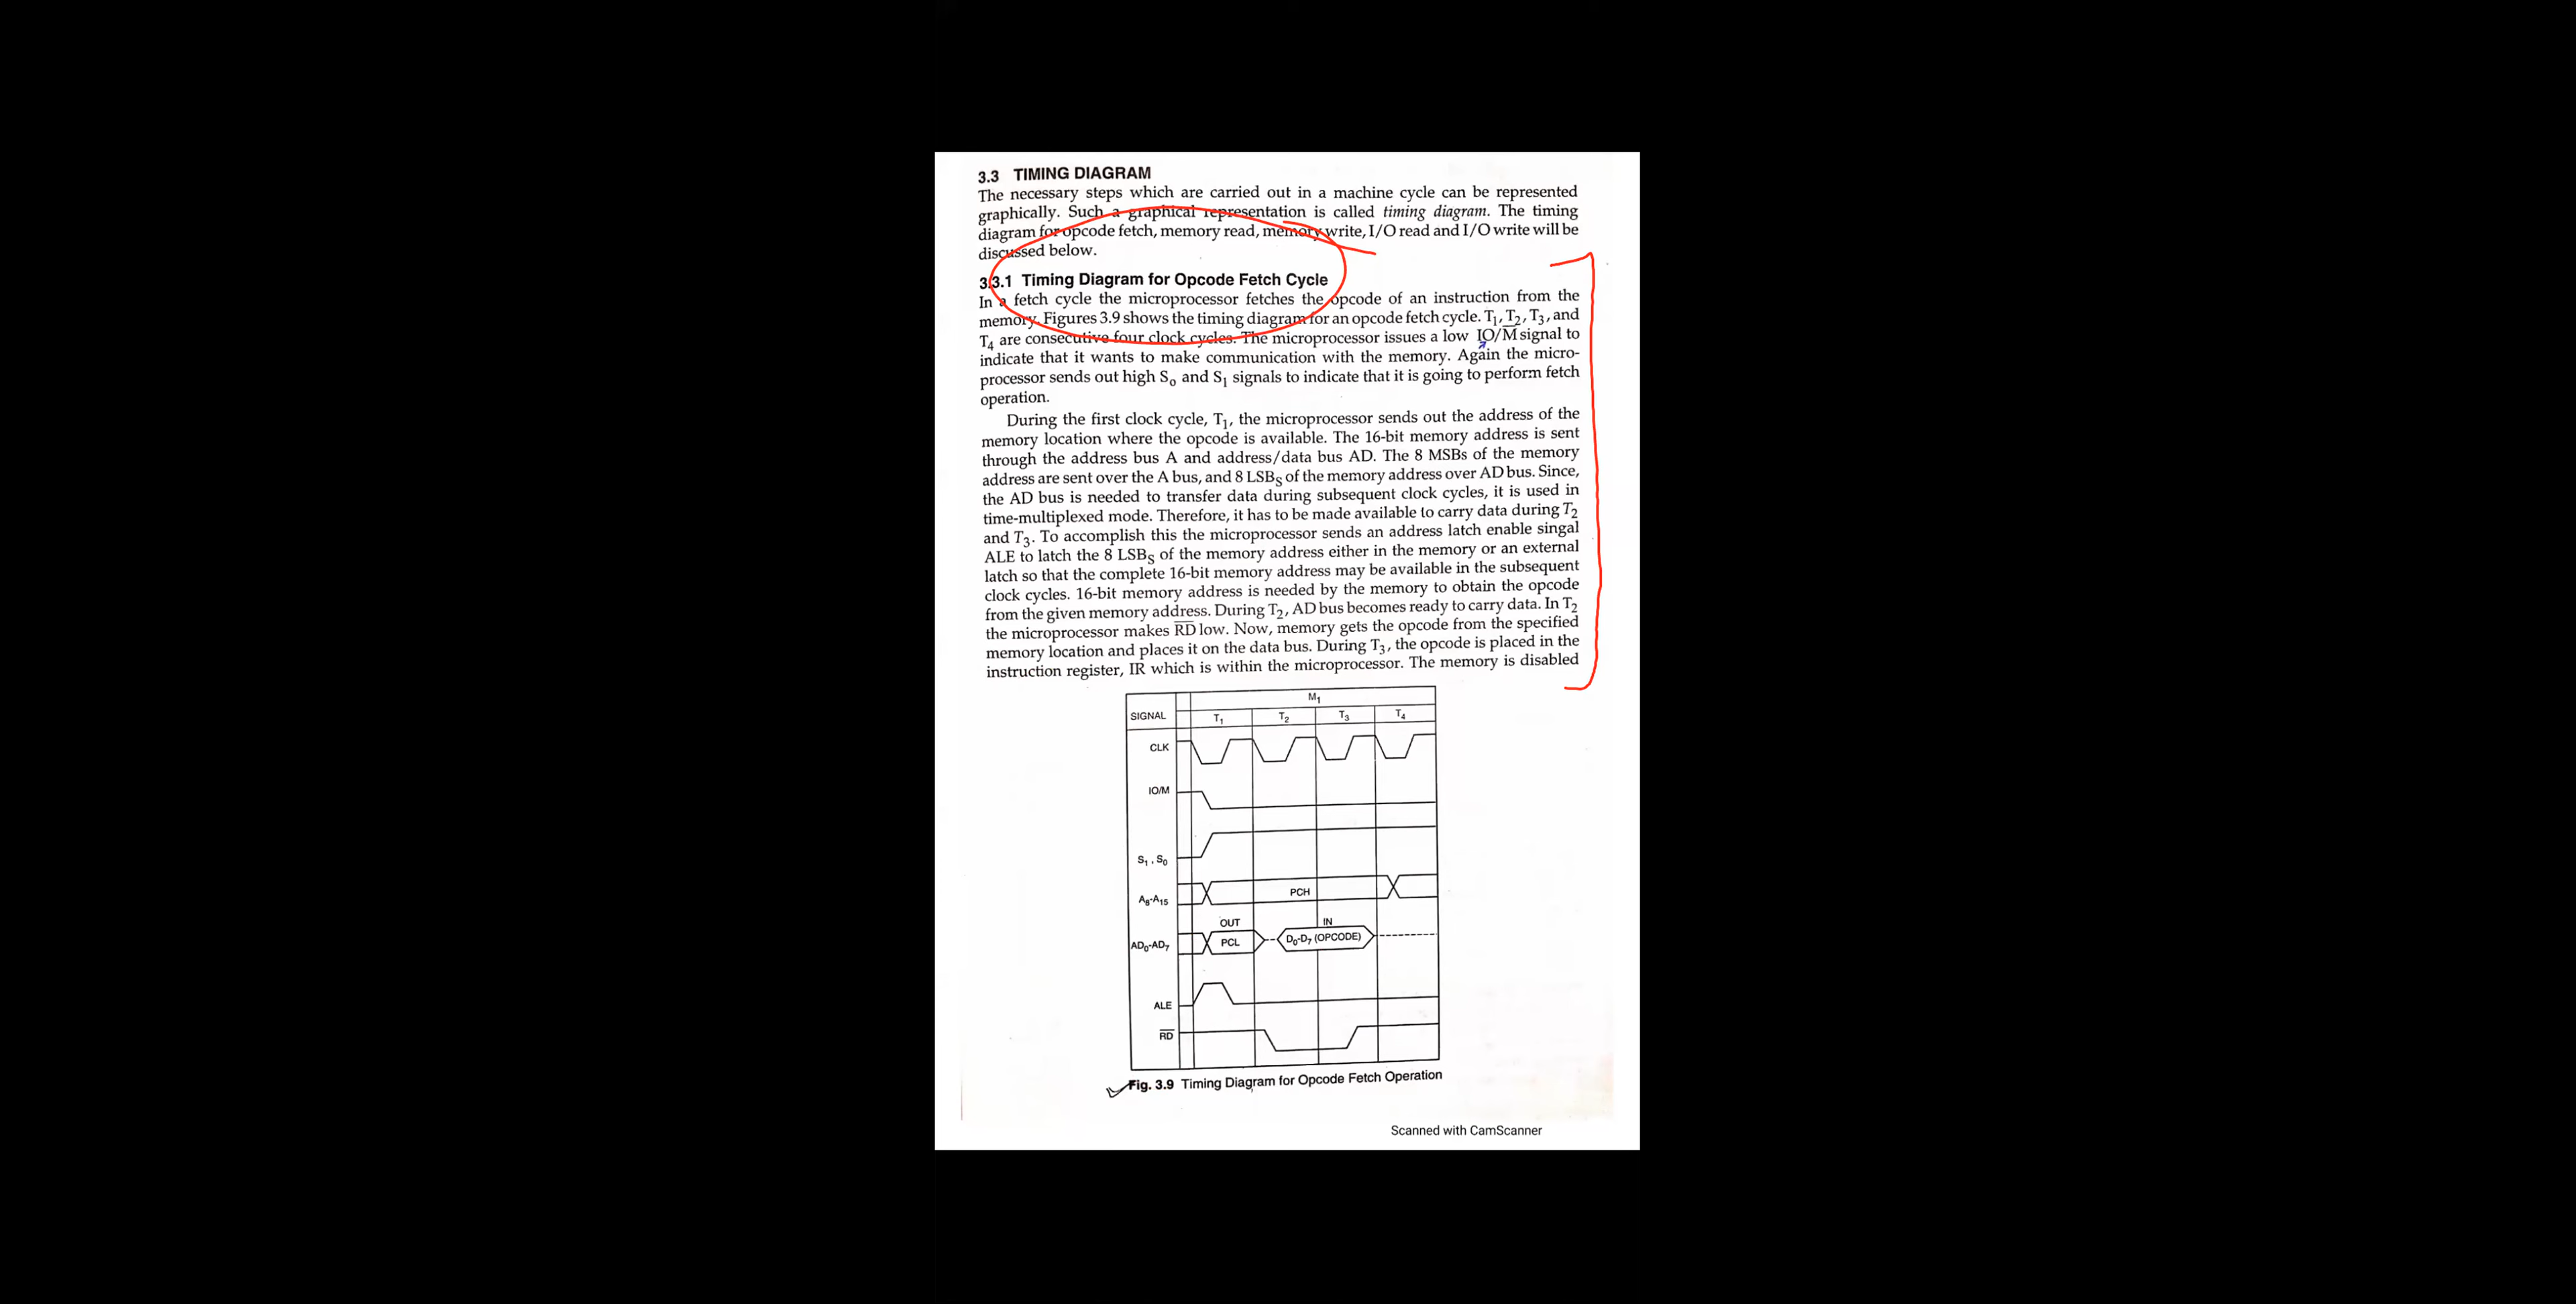 3.3 TIMING DIAGRAM
The necessary steps which are carried out in a machine cycle can be represented
graphically. Such a graphical representation is called timing diagram. The timing
diagram for opcode fetch, memory read, memory write, I/O read and I/O write will be
discussed below.
3.3.1 Timing Diagram for Opcode Fetch Cycle
In a fetch cycle the microprocessor fetches the opcode of an instruction from the
memory. Figures 3.9 shows the timing diagram for an opcode fetch cycle. T₁, T₂, T₃, and
T₄ are consecutive four clock cycles. The microprocessor issues a low IO/M̅ signal to
indicate that it wants to make communication with the memory. Again the micro-
processor sends out high S₀ and S₁ signals to indicate that it is going to perform fetch
operation.
During the first clock cycle, T₁, the microprocessor sends out the address of the
memory location where the opcode is available. The 16-bit memory address is sent
through the address bus A and address/data bus AD. The 8 MSBs of the memory
address are sent over the A bus, and 8 LSBS of the memory address over AD bus. Since,
the AD bus is needed to transfer data during subsequent clock cycles, it is used in
time-multiplexed mode. Therefore, it has to be made available to carry data during T₂
and T₃. To accomplish this the microprocessor sends an address latch enable singal
ALE to latch the 8 LSBS of the memory address either in the memory or an external
latch so that the complete 16-bit memory address may be available in the subsequent
clock cycles. 16-bit memory address is needed by the memory to obtain the opcode
from the given memory address. During T₂, AD bus becomes ready to carry data. In T₂
the microprocessor makes R̅D̅ low. Now, memory gets the opcode from the specified
memory location and places it on the data bus. During T₃, the opcode is placed in the
instruction register, IR which is within the microprocessor. The memory is disabled
M₁
SIGNAL T₁ T₂ T₃ T₄
CLK
IO/M
S₁, S₀
A₈-A₁₅ PCH
OUT IN
AD₀-AD₇ PCL D₀-D₇ (OPCODE)
ALE
R̅D̅
Fig. 3.9 Timing Diagram for Opcode Fetch Operation
Scanned with CamScanner